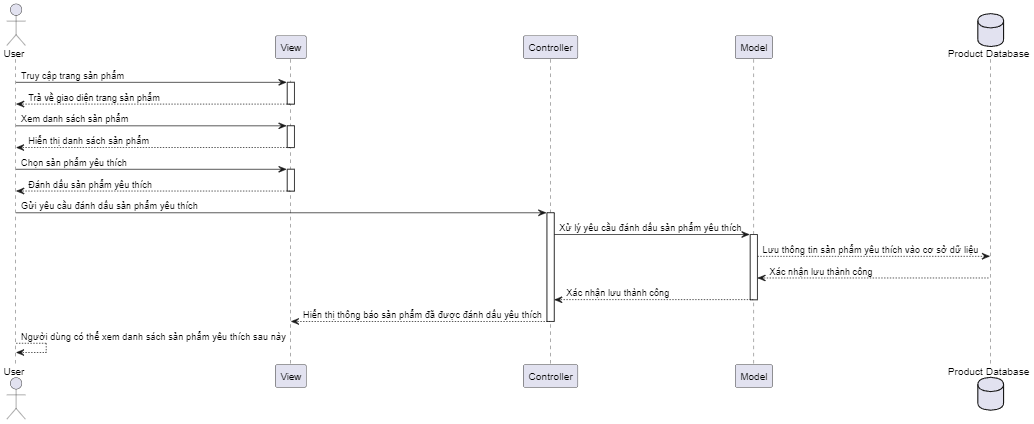 User
View
Controller
Model
Product Database
Truy cập trang sản phẩm
Trả về giao diện trang sản phẩm
Xem danh sách sản phẩm
Hiển thị danh sách sản phẩm
Chọn sản phẩm yêu thích
Đánh dấu sản phẩm yêu thích
Gửi yêu cầu đánh dấu sản phẩm yêu thích
Xử lý yêu cầu đánh dấu sản phẩm yêu thích
Lưu thông tin sản phẩm yêu thích vào cơ sở dữ liệu
Xác nhận lưu thành công
Xác nhận lưu thành công
Hiển thị thông báo sản phẩm đã được đánh dấu yêu thích
Người dùng có thể xem danh sách sản phẩm yêu thích sau này
User
View
Controller
Model
Product Database